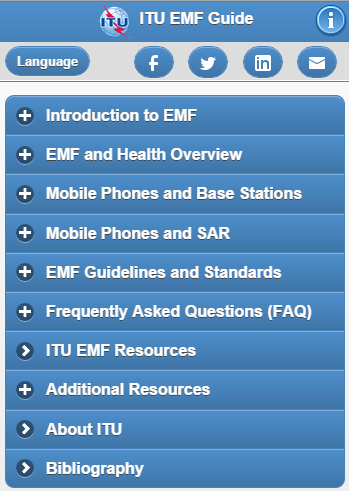 ITU
ITU EMF Guide
i
Language
Introduction to EMF
EMF and Health Overview
Mobile Phones and Base Stations
Mobile Phones and SAR
EMF Guidelines and Standards
Frequently Asked Questions (FAQ)
ITU EMF Resources
Additional Resources
About ITU
Bibliography